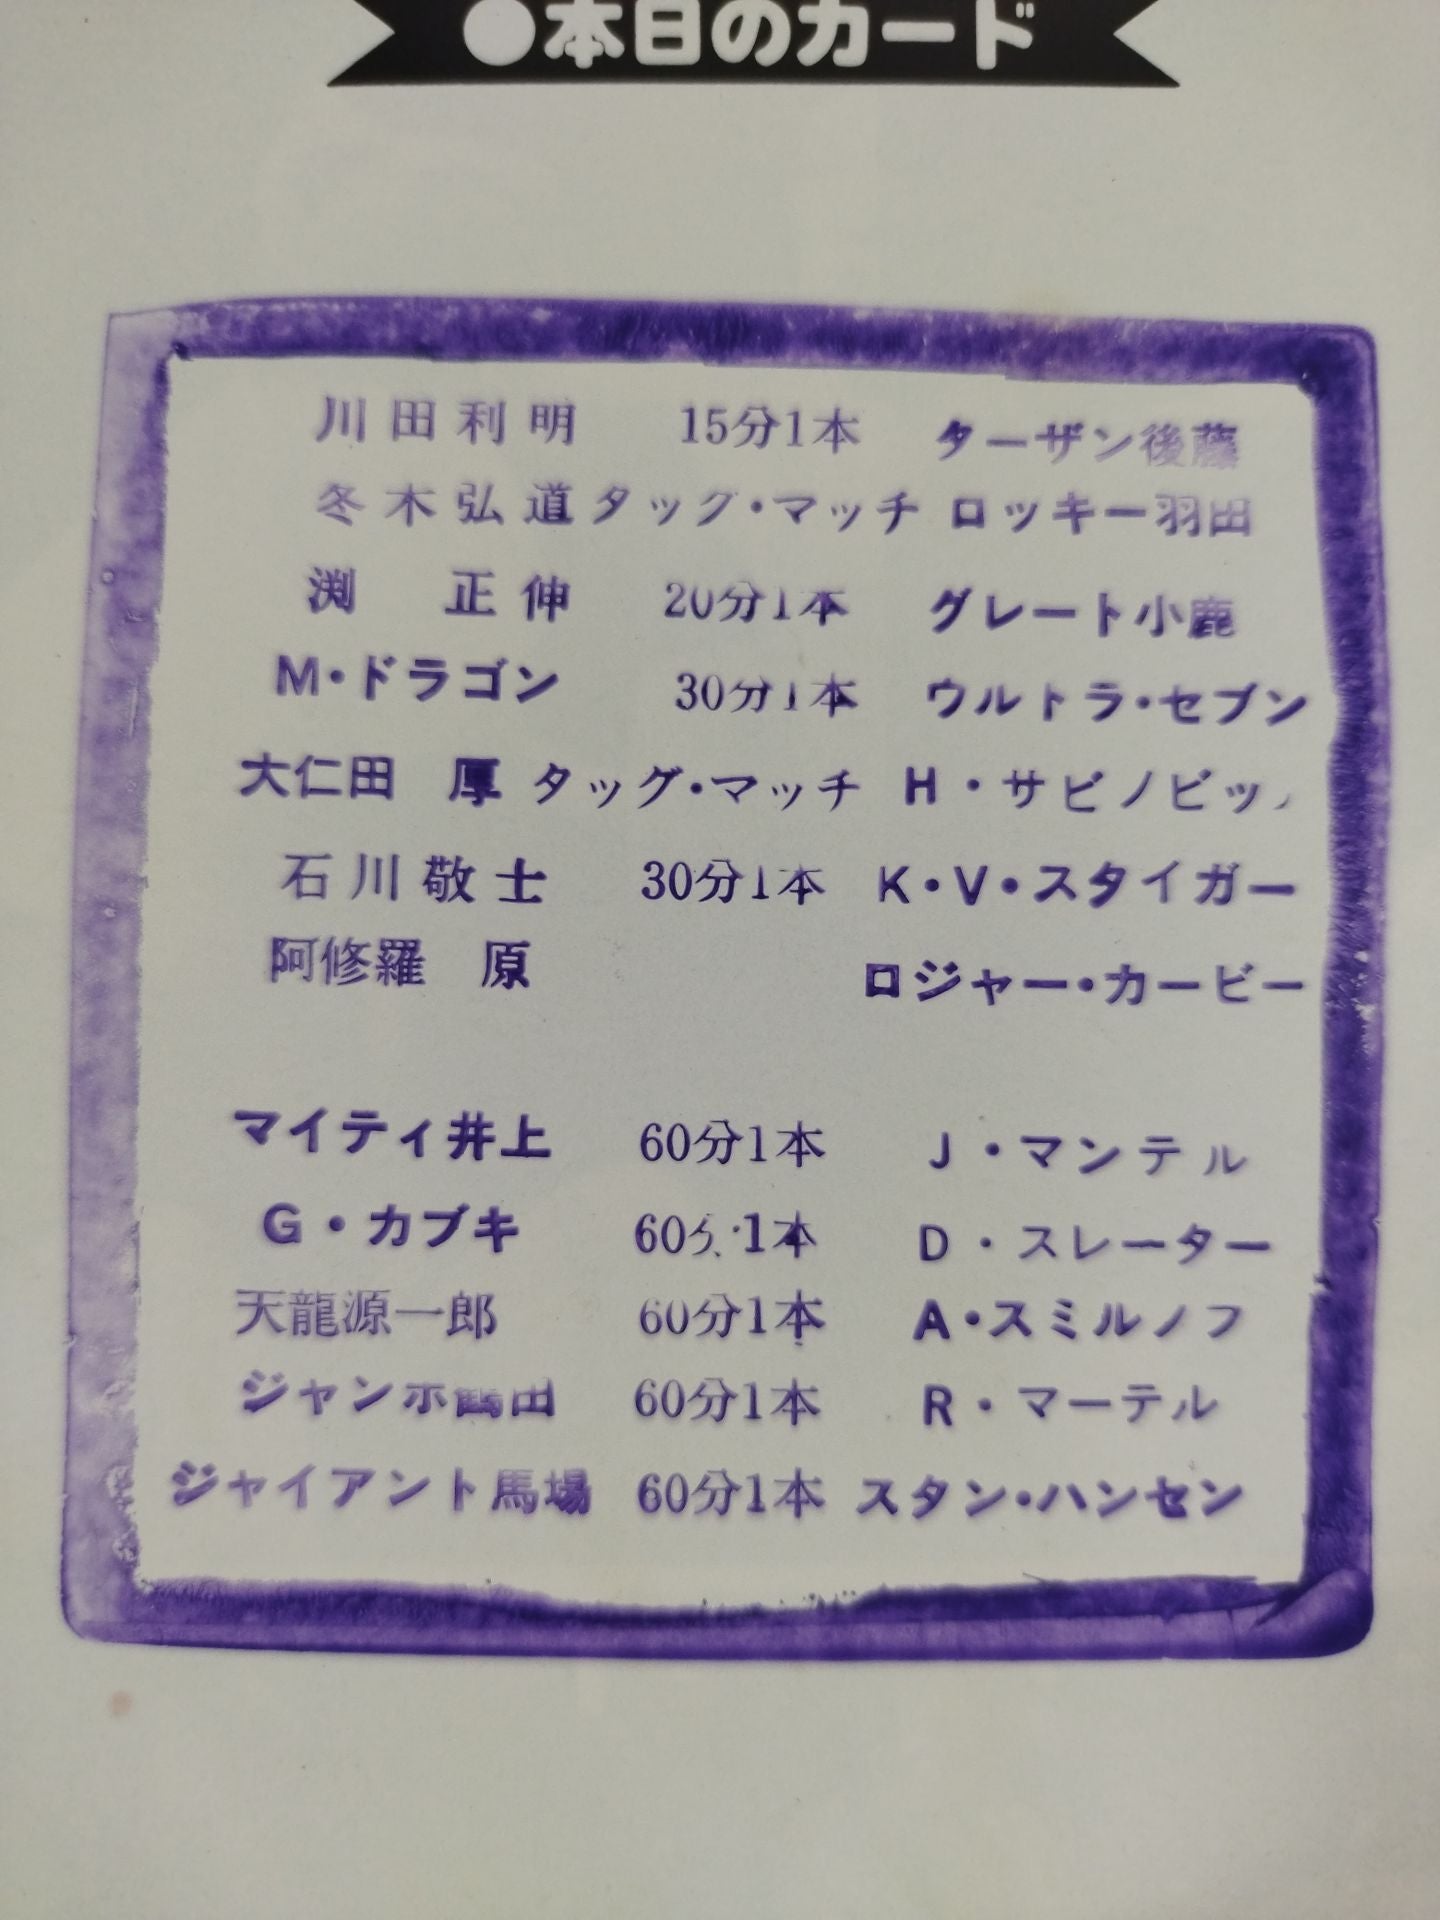 ●本日のカード
川田利明 15分1本 ターザン後藤
冬木弘道 タッグ・マッチ ロッキー羽田
渕 正伸 20分1本 グレート小鹿
M・ドラゴン 30分1本 ウルトラ・セブン
大仁田 厚 タッグ・マッチ H・サビノビッ
石川敬士 30分1本 K・V・スタイガー
阿修羅 原 ロジャー・カービー
マイティ井上 60分1本 J・マンテル
G・カブキ 60分1本 D・スレーター
天龍源一郎 60分1本 A・スミルノフ
ジャンボ鶴田 60分1本 R・マーテル
ジャイアント馬場 60分1本 スタン・ハンセン